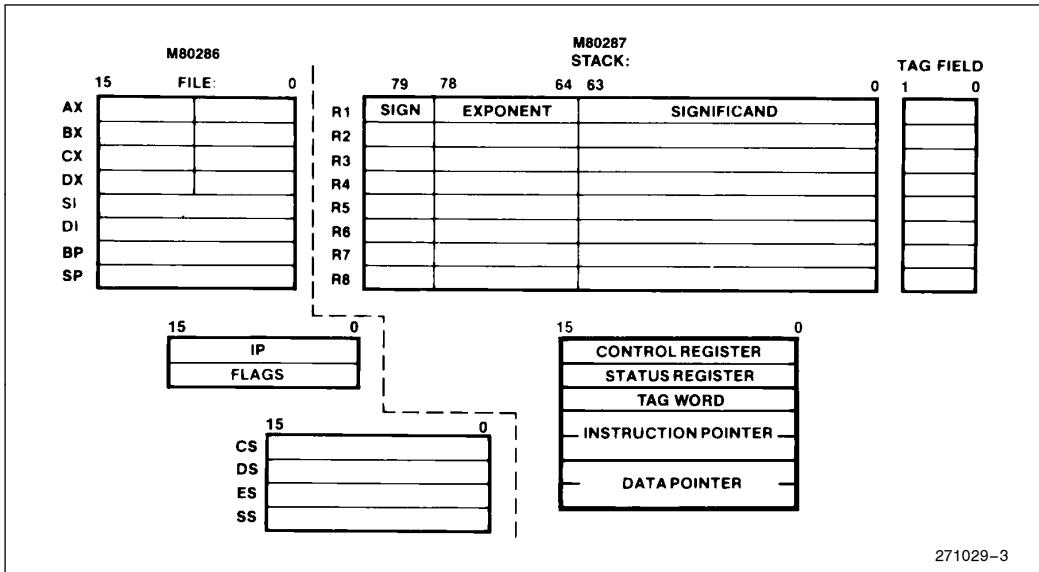 M80286
15 FILE: 0
AX
BX
CX
DX
SI
DI
BP
SP
M80287
STACK:
79 78 64 63 0
R1 SIGN EXPONENT SIGNIFICAND
R2
R3
R4
R5
R6
R7
R8
TAG FIELD
1 0
15 0
IP
FLAGS
15 0
CS
DS
ES
SS
15 0
CONTROL REGISTER
STATUS REGISTER
TAG WORD
INSTRUCTION POINTER
DATA POINTER
271029–3